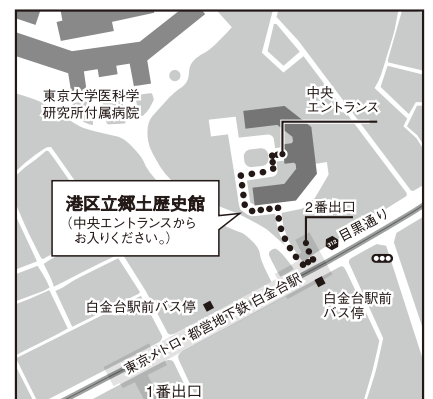 東京大学医科学
研究所付属病院
中央
エントランス
港区立郷土歴史館
(中央エントランスから
お入りください。)
2番出口
目黒通り
白金台駅前バス停
白金台駅前
バス停
東京メトロ・都営地下鉄 白金台駅
1番出口